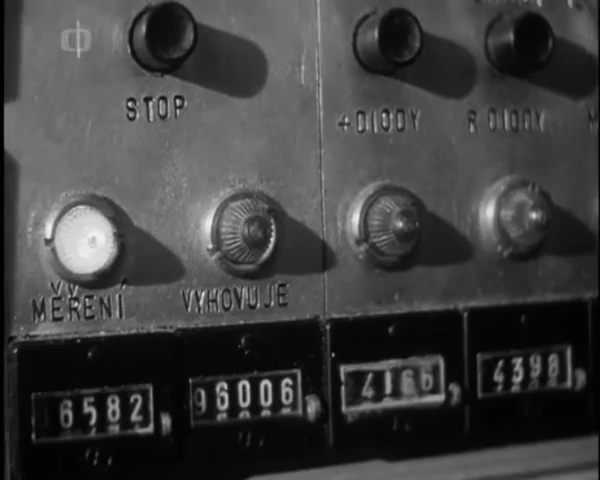 STOP
+DIODY
R DIODY
MĚŘENÍ
VYHOVUJE
6582
96006
4166
4398